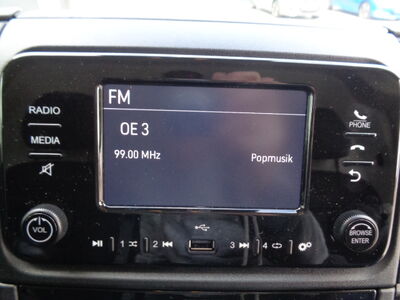 FM
RADIO
OE 3
PHONE
MEDIA
99.00 MHz Popmusik
VOL
BROWSE
ENTER
1 2 3 4